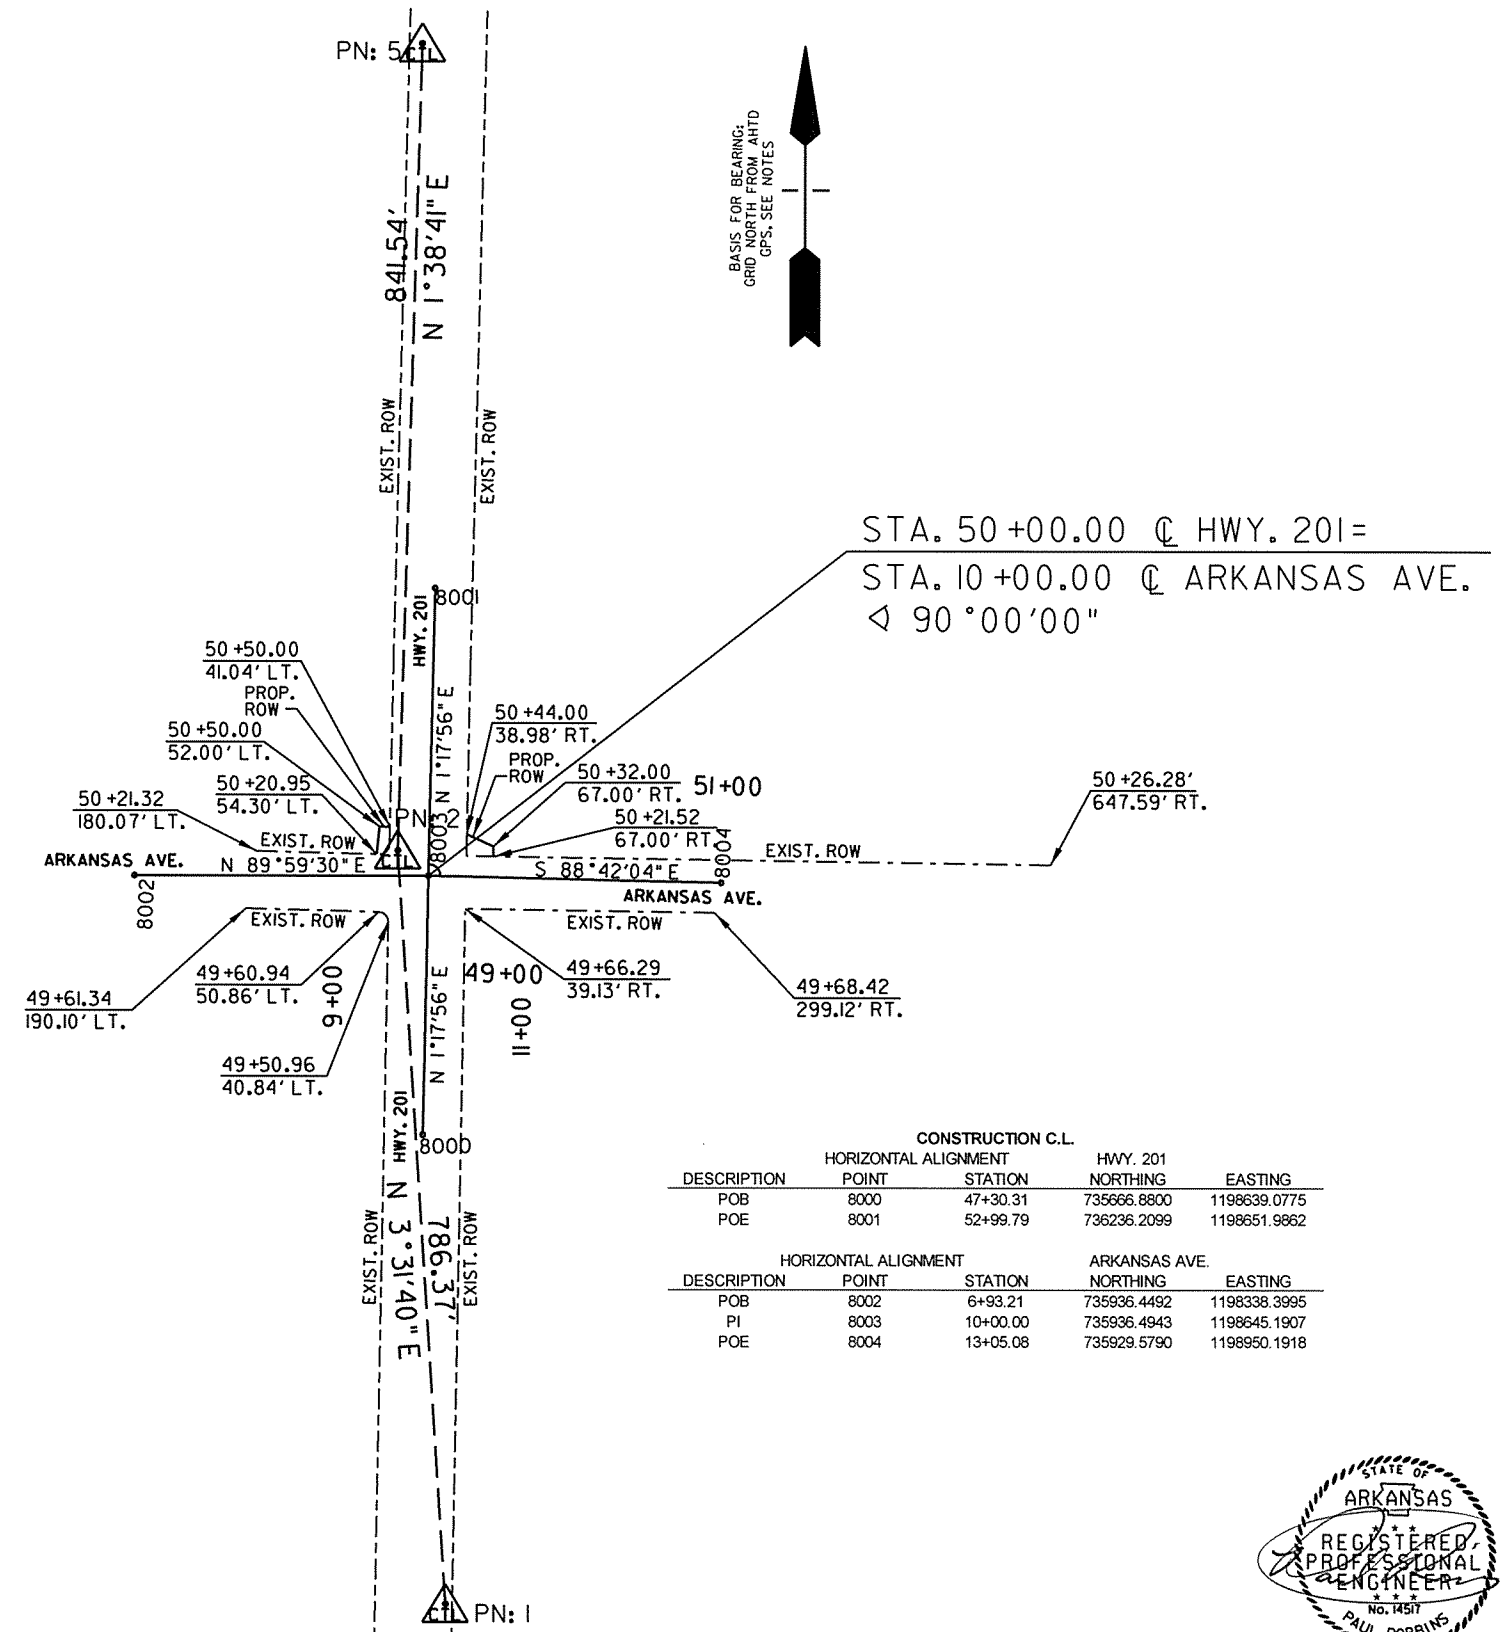 PN: 5
CTL
841.54'
N 1°38'41" E
BASIS FOR BEARING:
GRID NORTH FROM AHTD
GPS. SEE NOTES
EXIST. ROW
EXIST. ROW
STA. 50+00.00 ℄ HWY. 201=
STA. 10+00.00 ℄ ARKANSAS AVE.
∢ 90°00'00"
8001
HWY. 201
N 1°17'56" E
50+50.00
41.04' LT.
PROP.
ROW
50+50.00
52.00' LT.
50+20.95
54.30' LT.
50+21.32
180.07' LT.
50+44.00
38.98' RT.
PROP.
ROW
50+32.00
67.00' RT.
51+00
50+21.52
67.00' RT.
50+26.28'
647.59' RT.
PN: 2
CTL
8003
8004
EXIST. ROW
EXIST. ROW
ARKANSAS AVE.
N 89°59'30" E
S 88°42'04" E
ARKANSAS AVE.
8002
EXIST. ROW
EXIST. ROW
49+61.34
190.10' LT.
49+60.94
50.86' LT.
9+00
49+50.96
40.84' LT.
N 1°17'56" E
49+00
11+00
49+66.29
39.13' RT.
49+68.42
299.12' RT.
HWY. 201
8000
N 3°31'40" E
786.37'
EXIST. ROW
EXIST. ROW
CTL
PN: 1
CONSTRUCTION C.L.
HORIZONTAL ALIGNMENT HWY. 201
DESCRIPTION POINT STATION NORTHING EASTING
POB 8000 47+30.31 735666.8800 1198639.0775
POE 8001 52+99.79 736236.2099 1198651.9862
HORIZONTAL ALIGNMENT ARKANSAS AVE.
DESCRIPTION POINT STATION NORTHING EASTING
POB 8002 6+93.21 735936.4492 1198338.3995
PI 8003 10+00.00 735936.4943 1198645.1907
POE 8004 13+05.08 735929.5790 1198950.1918
STATE OF
ARKANSAS
REGISTERED
PROFESSIONAL
ENGINEER
No. 14517
PAUL DOBBINS